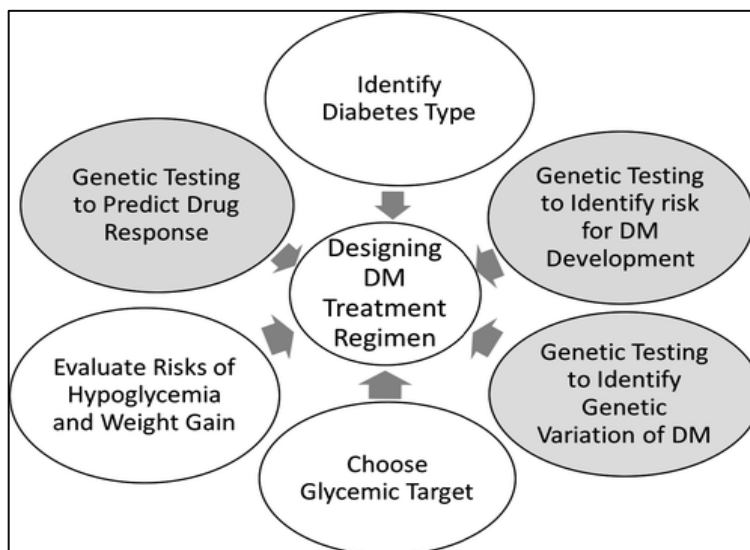 Identify
Diabetes Type
Genetic Testing
to Predict Drug
Response
Genetic Testing
to Identify risk
for DM
Development
Designing
DM
Treatment
Regimen
Evaluate Risks of
Hypoglycemia
and Weight Gain
Genetic Testing
to Identify
Genetic
Variation of DM
Choose
Glycemic Target